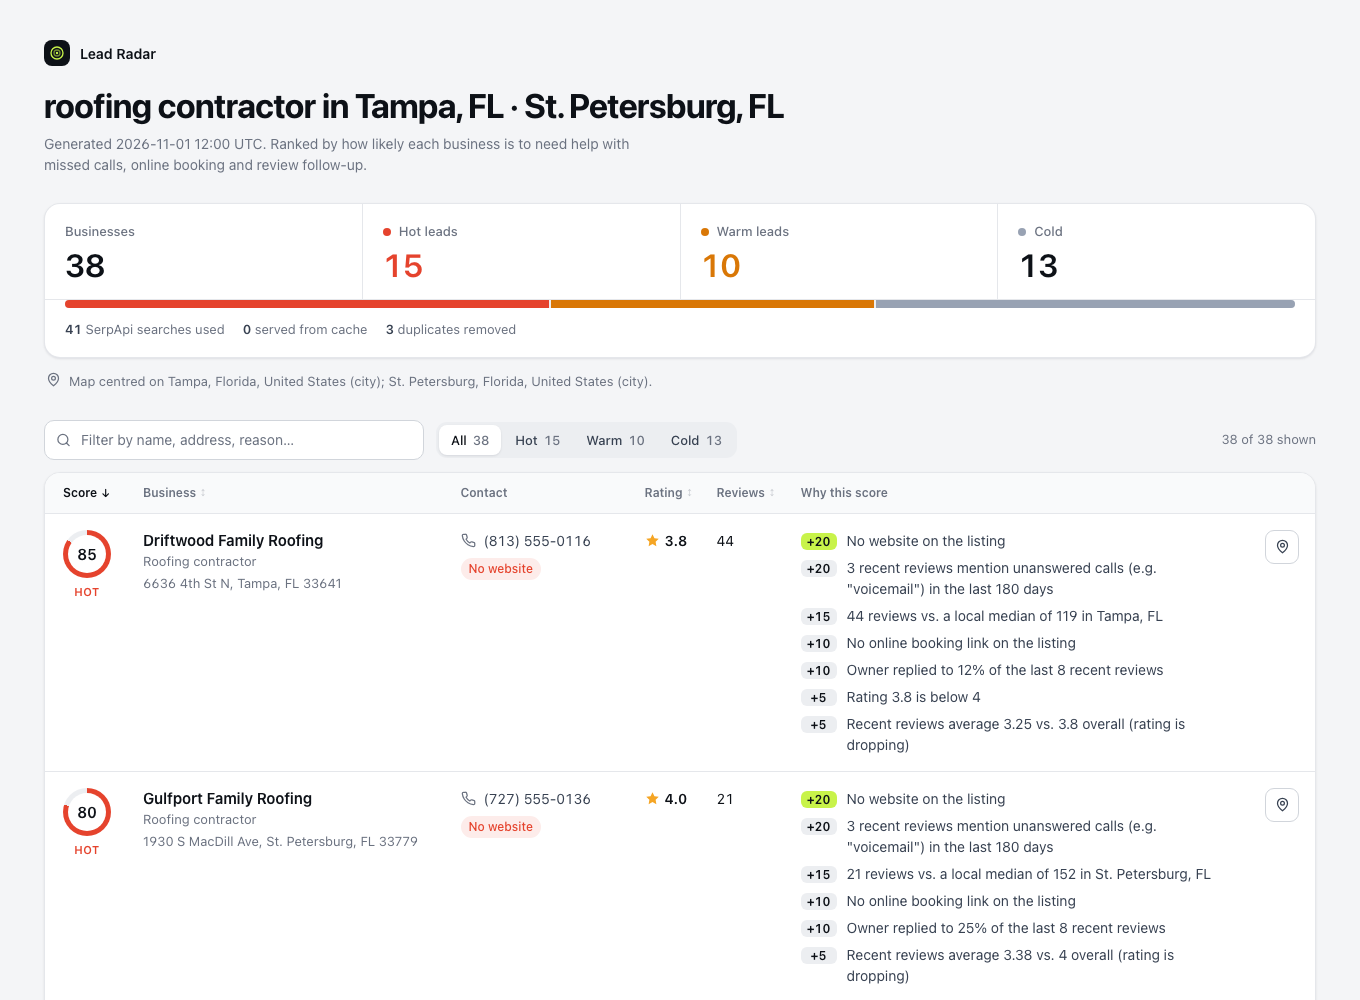 Lead Radar
roofing contractor in Tampa, FL · St. Petersburg, FL
Generated 2026-11-01 12:00 UTC. Ranked by how likely each business is to need help with
missed calls, online booking and review follow-up.
Businesses
38
Hot leads
15
Warm leads
10
Cold
13
41 SerpApi searches used 0 served from cache 3 duplicates removed
Map centred on Tampa, Florida, United States (city); St. Petersburg, Florida, United States (city).
Filter by name, address, reason...
All 38 Hot 15 Warm 10 Cold 13
38 of 38 shown
Score ↓ Business ↕ Contact Rating ↕ Reviews ↕ Why this score
85
HOT
Driftwood Family Roofing
Roofing contractor
6636 4th St N, Tampa, FL 33641
(813) 555-0116
No website
★ 3.8
44
+20 No website on the listing
+20 3 recent reviews mention unanswered calls (e.g.
"voicemail") in the last 180 days
+15 44 reviews vs. a local median of 119 in Tampa, FL
+10 No online booking link on the listing
+10 Owner replied to 12% of the last 8 recent reviews
+5 Rating 3.8 is below 4
+5 Recent reviews average 3.25 vs. 3.8 overall (rating is
dropping)
80
HOT
Gulfport Family Roofing
Roofing contractor
1930 S MacDill Ave, St. Petersburg, FL 33779
(727) 555-0136
No website
★ 4.0
21
+20 No website on the listing
+20 3 recent reviews mention unanswered calls (e.g.
"voicemail") in the last 180 days
+15 21 reviews vs. a local median of 152 in St. Petersburg, FL
+10 No online booking link on the listing
+10 Owner replied to 25% of the last 8 recent reviews
+5 Recent reviews average 3.38 vs. 4 overall (rating is
dropping)